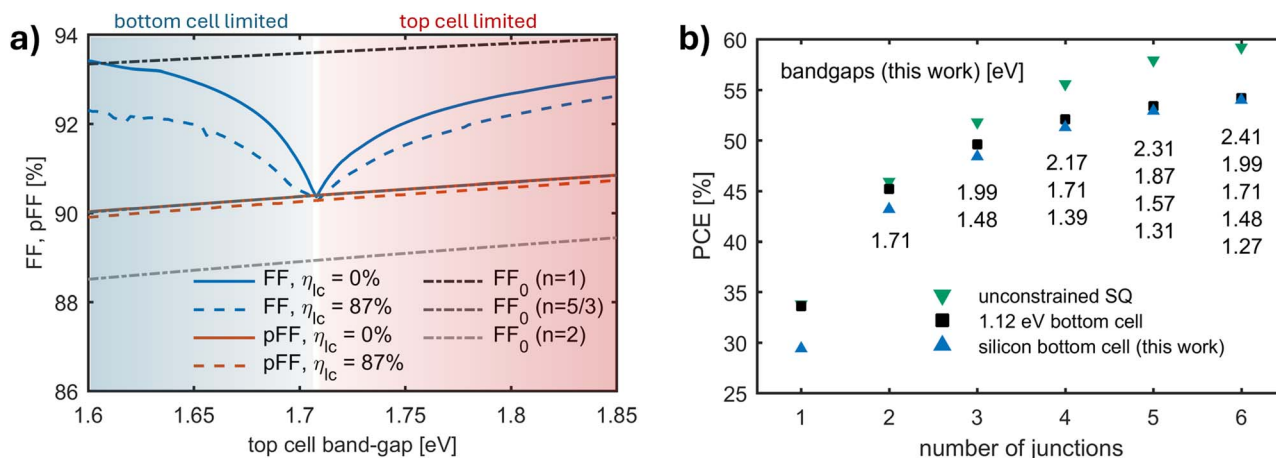 bottom cell limited
top cell limited
a)
94
92
90
88
86
FF, pFF [%]
FF, η_lc = 0%
FF, η_lc = 87%
pFF, η_lc = 0%
pFF, η_lc = 87%
FF_0 (n=1)
FF_0 (n=5/3)
FF_0 (n=2)
1.6
1.65
1.7
1.75
1.8
1.85
top cell band-gap [eV]
b)
60
55
50
45
40
35
30
25
PCE [%]
bandgaps (this work) [eV]
1.71
1.99
1.48
2.17
1.71
1.39
2.31
1.87
1.57
1.31
2.41
1.99
1.71
1.48
1.27
unconstrained SQ
1.12 eV bottom cell
silicon bottom cell (this work)
1
2
3
4
5
6
number of junctions